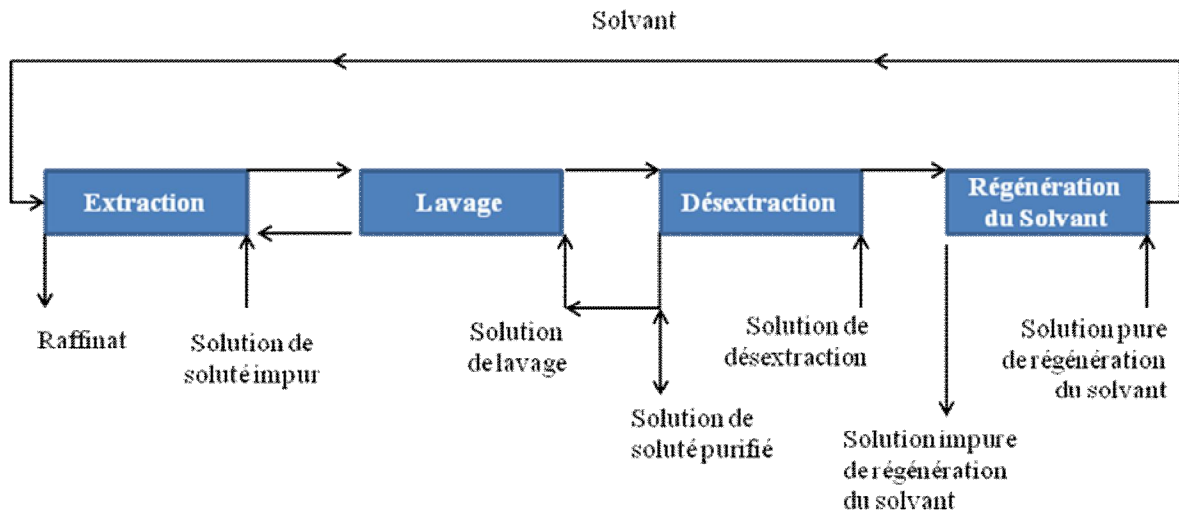 Solvant
Extraction
Lavage
Désextraction
Régénération
du Solvant
Raffinat
Solution de
soluté impur
Solution
de lavage
Solution de
soluté purifié
Solution de
désextraction
Solution impure
de régénération
du solvant
Solution pure
de régénération
du solvant